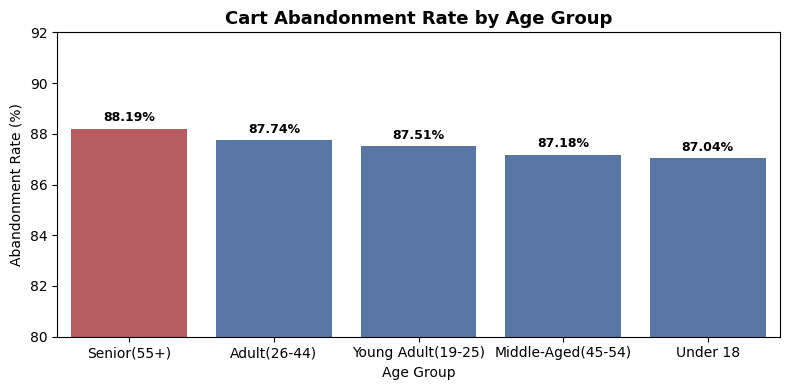 Cart Abandonment Rate by Age Group
Abandonment Rate (%)
92
90
88
86
84
82
80
88.19%
87.74%
87.51%
87.18%
87.04%
Senior(55+)
Adult(26-44)
Young Adult(19-25)
Middle-Aged(45-54)
Under 18
Age Group